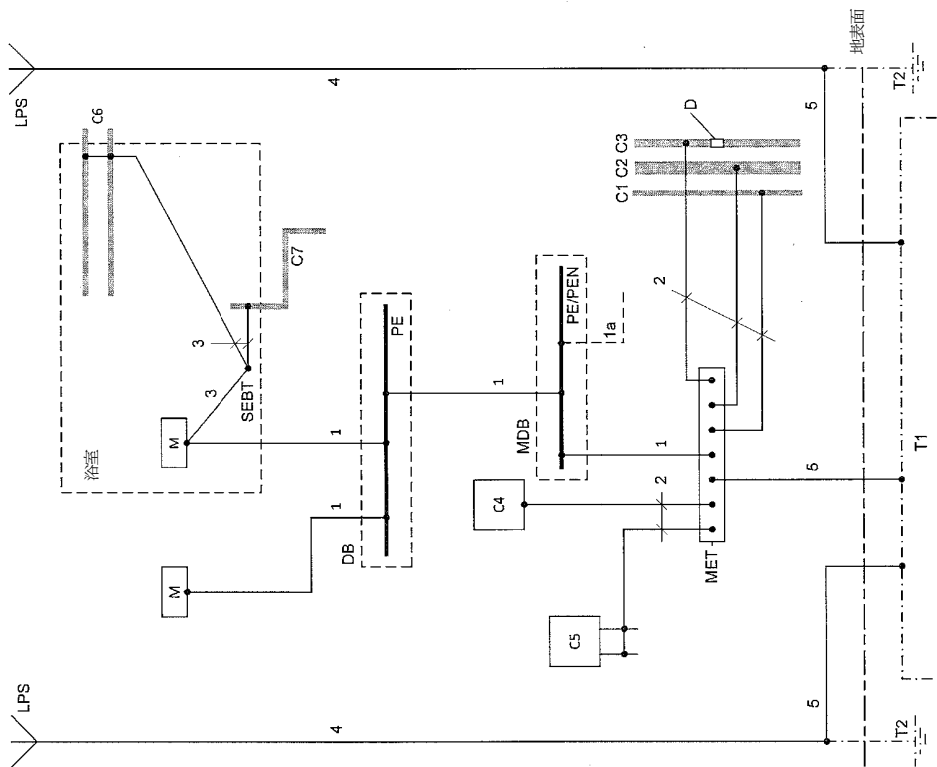 LPS
LPS
浴室
C6
C7
3
3
SEBT
M
M
4
4
1
1
DB
PE
1
MDB
PE/PEN
1a
1
C4
C5
2
2
MET
C1
C2
C3
D
5
5
5
地表面
T2
T2
T1